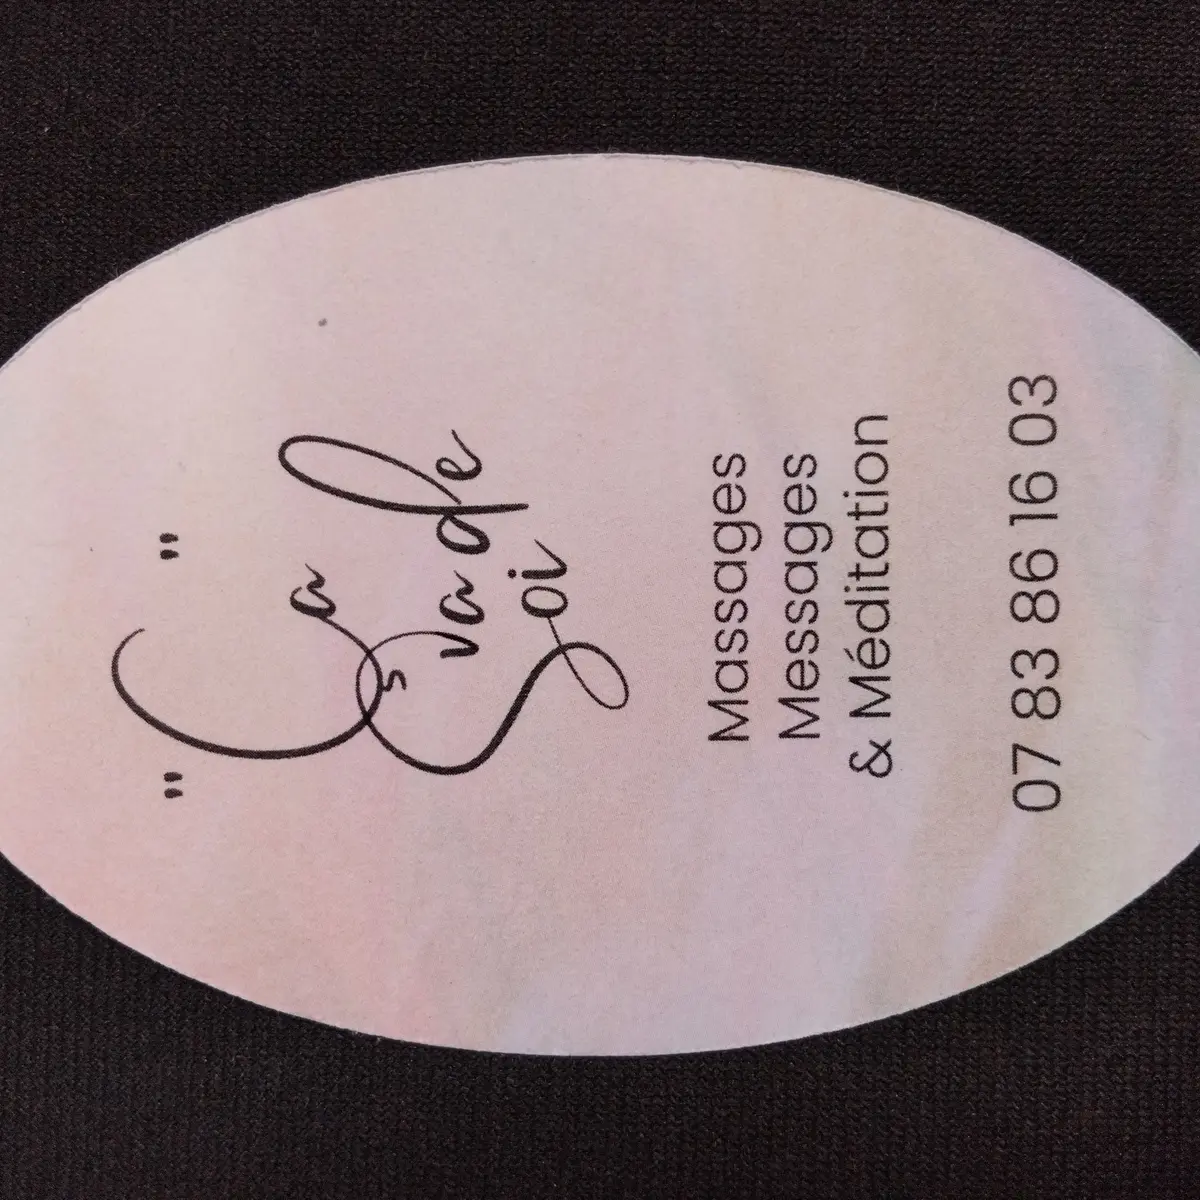 "Ça
va de
Soi"
Massages
Messages
& Méditation
07 83 86 16 03